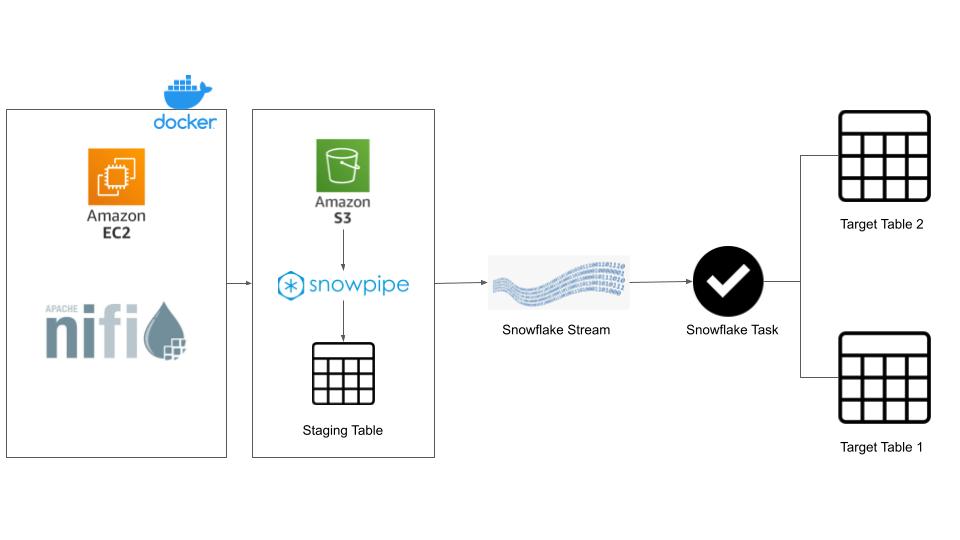 docker
Amazon
EC2
APACHE
nifi
Amazon
S3
snowpipe
Staging Table
Snowflake Stream
Snowflake Task
Target Table 2
Target Table 1